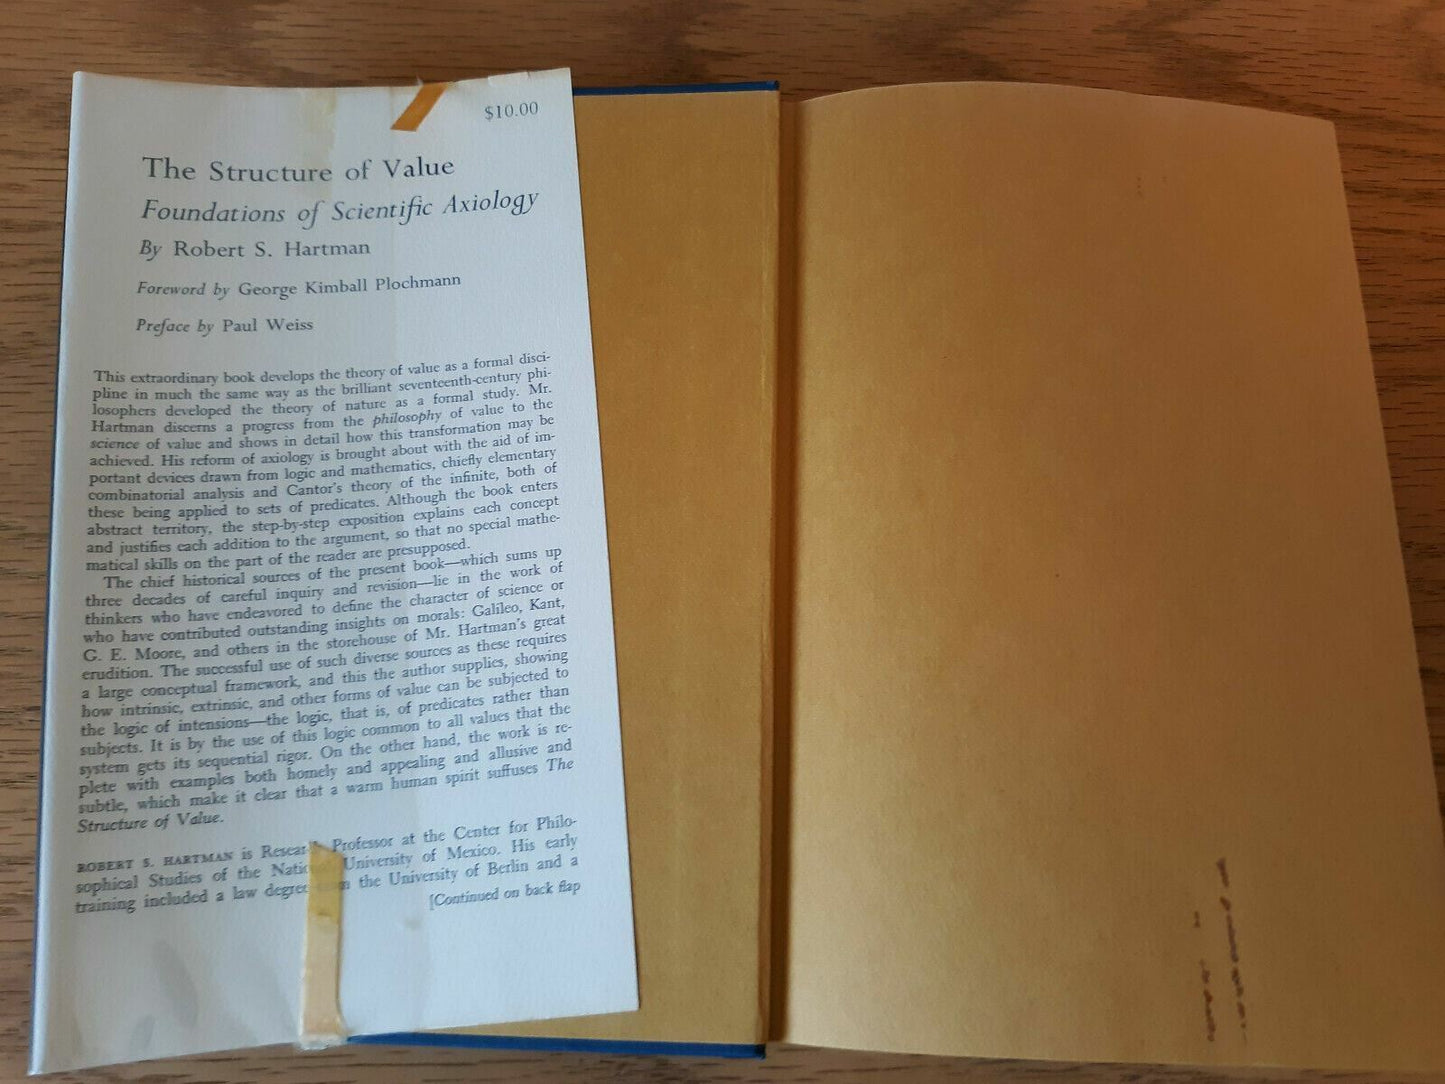 $10.00
The Structure of Value
Foundations of Scientific Axiology
By Robert S. Hartman
Foreword by George Kimball Plochmann
Preface by Paul Weiss
This extraordinary book develops the theory of value as a formal disci-
pline in much the same way as the brilliant seventeenth-century phi-
losophers developed the theory of nature as a formal study. Mr.
Hartman discerns a progress from the philosophy of value to the
science of value and shows in detail how this transformation may be
achieved. His reform of axiology is brought about with the aid of im-
portant devices drawn from logic and mathematics, chiefly elementary
combinatorial analysis and Cantor's theory of the infinite, both of
these being applied to sets of predicates. Although the book enters
abstract territory, the step-by-step exposition explains each concept
and justifies each addition to the argument, so that no special mathe-
matical skills on the part of the reader are presupposed.
The chief historical sources of the present book—which sums up
three decades of careful inquiry and revision—lie in the work of
thinkers who have endeavored to define the character of science or
who have contributed outstanding insights on morals: Galileo, Kant,
G. E. Moore, and others in the storehouse of Mr. Hartman's great
erudition. The successful use of such diverse sources as these requires
a large conceptual framework, and this the author supplies, showing
how intrinsic, extrinsic, and other forms of value can be subjected to
the logic of intensions—the logic, that is, of predicates rather than
subjects. It is by the use of this logic common to all values that the
system gets its sequential rigor. On the other hand, the work is re-
plete with examples both homely and appealing and allusive and
subtle, which make it clear that a warm human spirit suffuses The
Structure of Value.
ROBERT S. HARTMAN is Research Professor at the Center for Philo-
sophical Studies of the National University of Mexico. His early
training included a law degree the University of Berlin and a
[Continued on back flap